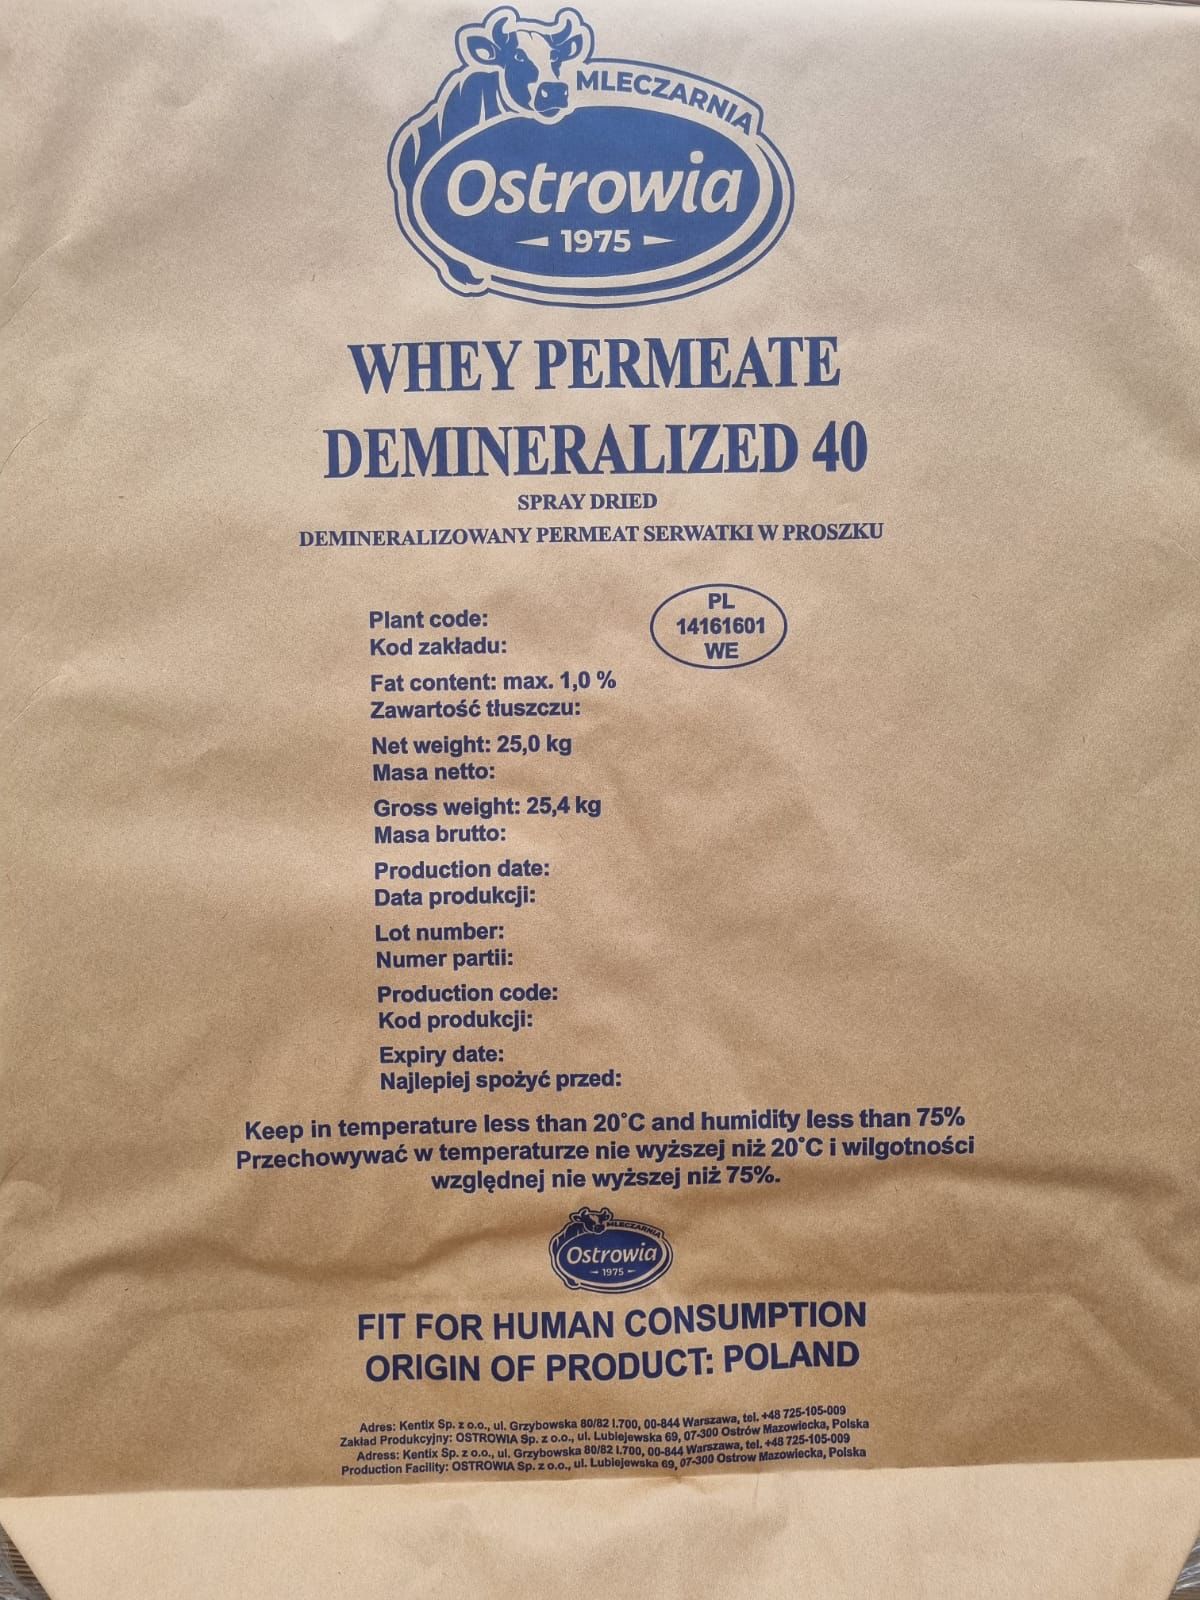 MLECZARNIA
Ostrowia
1975
WHEY PERMEATE
DEMINERALIZED 40
SPRAY DRIED
DEMINERALIZOWANY PERMEAT SERWATKI W PROSZKU
Plant code:
Kod zakładu:
PL
14161601
WE
Fat content: max. 1,0 %
Zawartość tłuszczu:
Net weight: 25,0 kg
Masa netto:
Gross weight: 25,4 kg
Masa brutto:
Production date:
Data produkcji:
Lot number:
Numer partii:
Production code:
Kod produkcji:
Expiry date:
Najlepiej spożyć przed:
Keep in temperature less than 20°C and humidity less than 75%
Przechowywać w temperaturze nie wyższej niż 20°C i wilgotności
względnej nie wyższej niż 75%.
MLECZARNIA
Ostrowia
1975
FIT FOR HUMAN CONSUMPTION
ORIGIN OF PRODUCT: POLAND
Adres: Kentix Sp. z o.o., ul. Grzybowska 80/82 l.700, 00-844 Warszawa, tel. +48 725-105-009
Zakład Produkcyjny: OSTROWIA Sp. z o.o., ul. Lubiejewska 69, 07-300 Ostrów Mazowiecka, Polska
Adress: Kentix Sp. z o.o., ul. Grzybowska 80/82 l.700, 00-844 Warszawa, tel. +48 725-105-009
Production Facility: OSTROWIA Sp. z o.o., ul. Lubiejewska 69, 07-300 Ostrow Mazowiecka, Polska